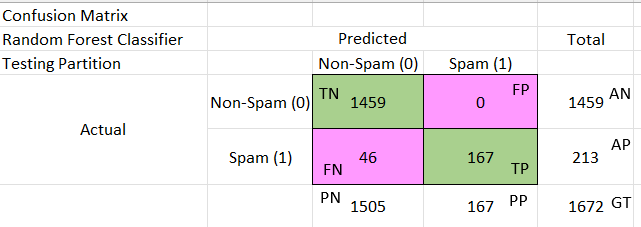 Confusion Matrix
Random Forest Classifier Predicted Total
Testing Partition Non-Spam (0) Spam (1)
Actual
Non-Spam (0) TN 1459 0 FP 1459 AN
Spam (1) FN 46 167 TP 213 AP
PN 1505 167 PP 1672 GT